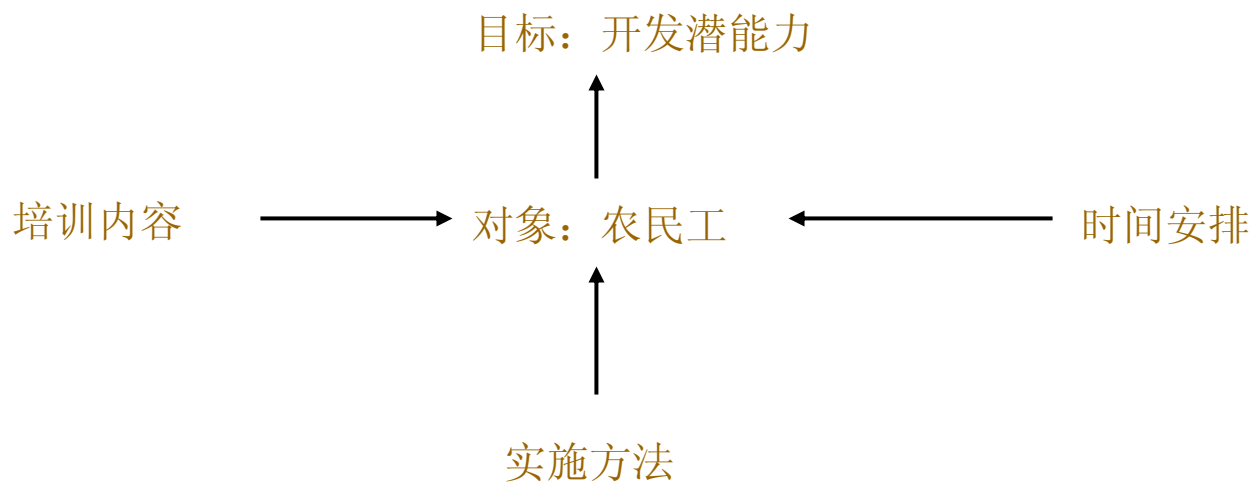 目标：开发潜能力
培训内容
对象：农民工
时间安排
实施方法